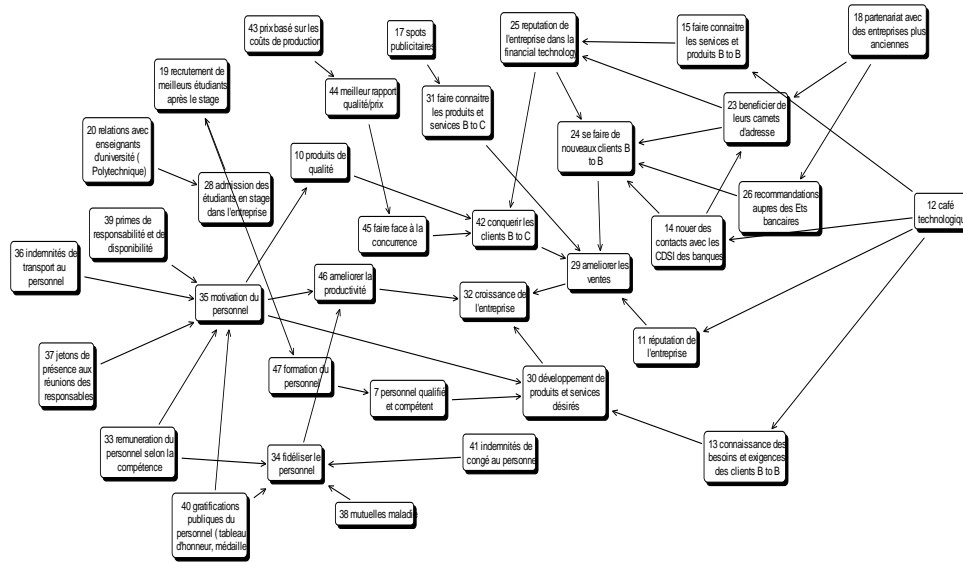 43 prix basé sur les
coûts de production
17 spots
publicitaires
25 reputation de
l'entreprise dans la
financial technology
15 faire connaitre
les services et
produits B to B
18 partenariat avec
des entreprises plus
anciennes
19 recrutement de
meilleurs étudiants
après le stage
44 meilleur rapport
qualité/prix
31 faire connaitre
les produits et
services B to C
23 beneficier de
leurs carnets
d'adresse
20 relations avec
enseignants
d'université (
Polytechnique)
10 produits de
qualité
24 se faire de
nouveaux clients B
to B
28 admission des
étudiants en stage
dans l'entreprise
26 recommandations
aupres des Ets
bancaires
12 café
technologiqu
39 primes de
responsabilité et de
disponibilité
45 faire face à la
concurrence
42 conquerir les
clients B to C
14 nouer des
contacts avec les
CDSI des banques
36 indemnités de
transport au
personnel
46 ameliorer la
productivité
29 ameliorer les
ventes
35 motivation du
personnel
32 croissance de
l'entreprise
11 réputation de
l'entreprise
37 jetons de
présence aux
réunions des
responsables
47 formation du
personnel
7 personnel qualifié
et compétent
30 développement de
produits et services
désirés
33 remuneration du
personnel selon la
compétence
34 fidéliser le
personnel
41 indemnités de
congé au personne
13 connaissance des
besoins et exigences
des clients B to B
40 gratifications
publiques du
personnel ( tableau
d'honneur, médaille
38 mutuelles maladie